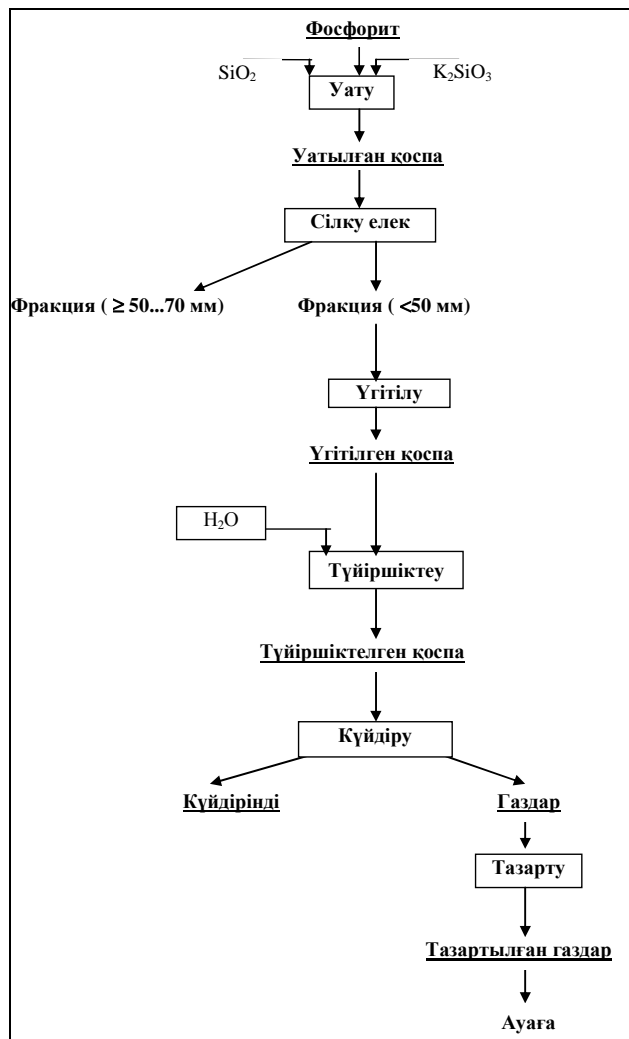 Фосфорит
SiO₂
K₂SiO₃
Уату
Уатылған қоспа
Сілку елек
Фракция ( ≥ 50...70 мм)
Фракция ( <50 мм)
Үгітілу
Үгітілген қоспа
H₂O
Түйіршіктеу
Түйіршіктелген қоспа
Күйдіру
Күйдірінді
Газдар
Тазарту
Тазартылған газдар
Ауаға